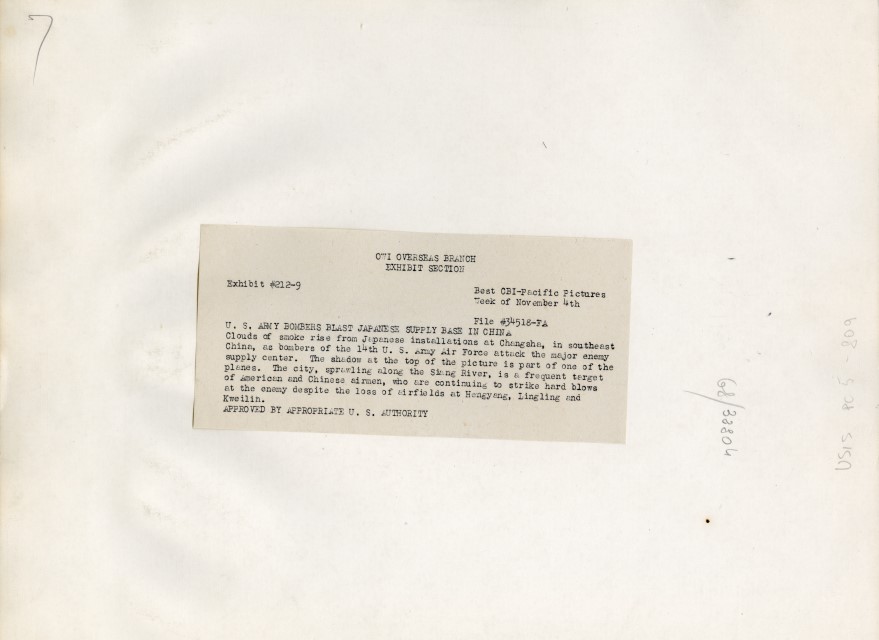 7
OWI OVERSEAS BRANCH
EXHIBIT SECTION
Exhibit #212-9
Best CBI-Pacific Pictures
Week of November 4th
File #34518-FA
U. S. ARMY BOMBERS BLAST JAPANESE SUPPLY BASE IN CHINA
Clouds of smoke rise from Japanese installations at Changsha, in southeast
China, as bombers of the 14th U. S. Army Air Force attack the major enemy
supply center. The shadow at the top of the picture is part of one of the
planes. The city, sprawling along the Siang River, is a frequent target
of American and Chinese airmen, who are continuing to strike hard blows
at the enemy despite the loss of airfields at Hengyang, Lingling and
Kweilin.
APPROVED BY APPROPRIATE U. S. AUTHORITY
USIS PC 5 - 209